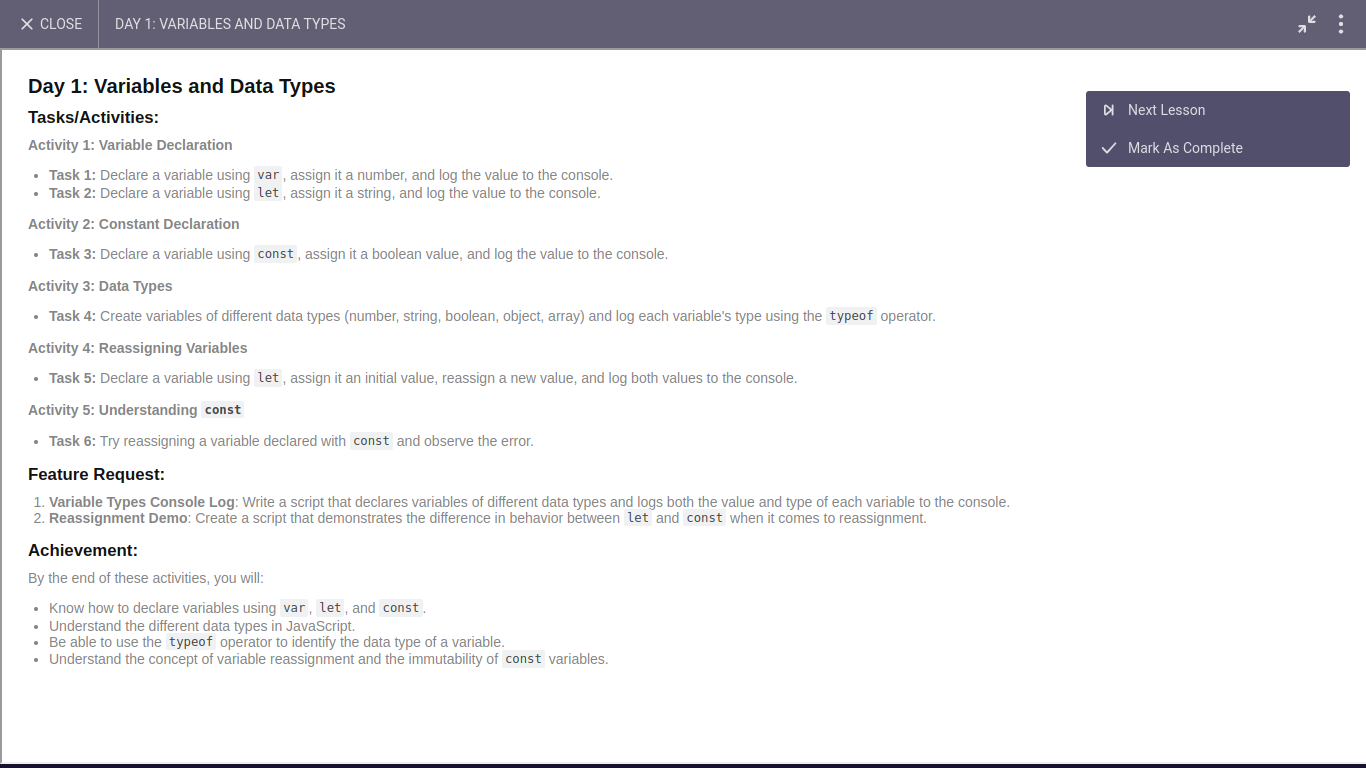 CLOSE
DAY 1: VARIABLES AND DATA TYPES
Day 1: Variables and Data Types
Tasks/Activities:
Next Lesson
Mark As Complete
Activity 1: Variable Declaration
• Task 1: Declare a variable using var, assign it a number, and log the value to the console.
• Task 2: Declare a variable using let, assign it a string, and log the value to the console.
Activity 2: Constant Declaration
• Task 3: Declare a variable using const, assign it a boolean value, and log the value to the console.
Activity 3: Data Types
• Task 4: Create variables of different data types (number, string, boolean, object, array) and log each variable's type using the typeof operator.
Activity 4: Reassigning Variables
• Task 5: Declare a variable using let, assign it an initial value, reassign a new value, and log both values to the console.
Activity 5: Understanding const
• Task 6: Try reassigning a variable declared with const and observe the error.
Feature Request:
1. Variable Types Console Log: Write a script that declares variables of different data types and logs both the value and type of each variable to the console.
2. Reassignment Demo: Create a script that demonstrates the difference in behavior between let and const when it comes to reassignment.
Achievement:
By the end of these activities, you will:
• Know how to declare variables using var, let, and const.
• Understand the different data types in JavaScript.
• Be able to use the typeof operator to identify the data type of a variable.
• Understand the concept of variable reassignment and the immutability of const variables.